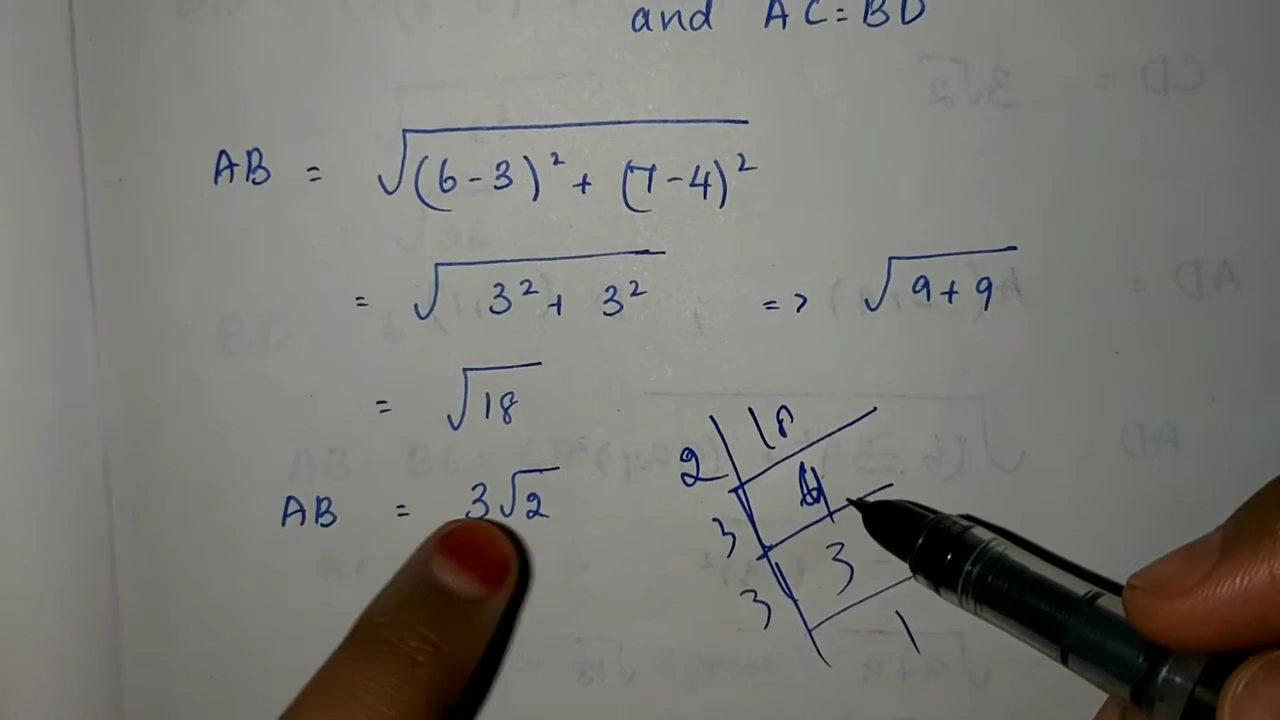 and AC=BD
AB = √(6-3)² + (7-4)²
= √3² + 3² => √9+9
= √18
AB = 3√2
2 18
3 9
3 3
1